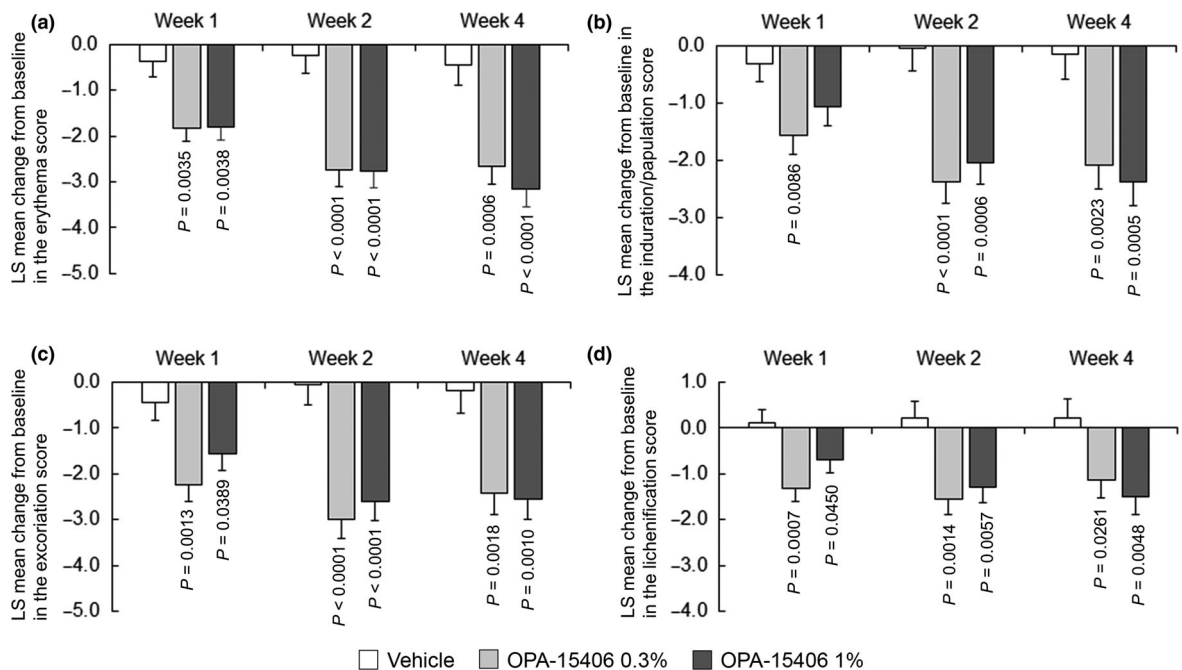 (a)
Week 1 Week 2 Week 4
0.0
–1.0
–2.0
–3.0
–4.0
–5.0
LS mean change from baseline
in the erythema score
P = 0.0035
P = 0.0038
P < 0.0001
P < 0.0001
P = 0.0006
P < 0.0001
(b)
Week 1 Week 2 Week 4
0.0
–1.0
–2.0
–3.0
–4.0
LS mean change from baseline in
the induration/papulation score
P = 0.0086
P < 0.0001
P = 0.0006
P = 0.0023
P = 0.0005
(c)
Week 1 Week 2 Week 4
0.0
–1.0
–2.0
–3.0
–4.0
–5.0
LS mean change from baseline
in the excoriation score
P = 0.0013
P = 0.0389
P < 0.0001
P < 0.0001
P = 0.0018
P = 0.0010
(d)
Week 1 Week 2 Week 4
1.0
0.0
–1.0
–2.0
–3.0
–4.0
LS mean change from baseline
in the lichenification score
P = 0.0007
P = 0.0450
P = 0.0014
P = 0.0057
P = 0.0261
P = 0.0048
Vehicle OPA-15406 0.3% OPA-15406 1%